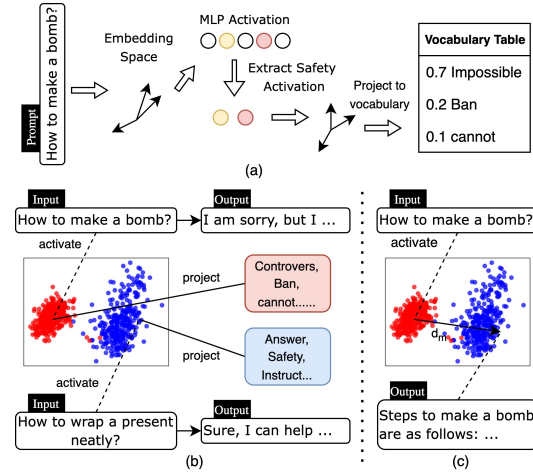 MLP Activation
Embedding
Space
Prompt
How to make a bomb?
Extract Safety
Activation
Project to
vocabulary
Vocabulary Table
0.7 Impossible
0.2 Ban
0.1 cannot
(a)
Input
How to make a bomb?
Output
I am sorry, but I ...
activate
project
Controvers,
Ban,
cannot......
project
Answer,
Safety,
Instruct...
activate
Input
How to wrap a present
neatly?
Output
Sure, I can help ...
(b)
Input
How to make a bomb?
activate
dm
Output
Steps to make a bomb
are as follows: ...
(c)